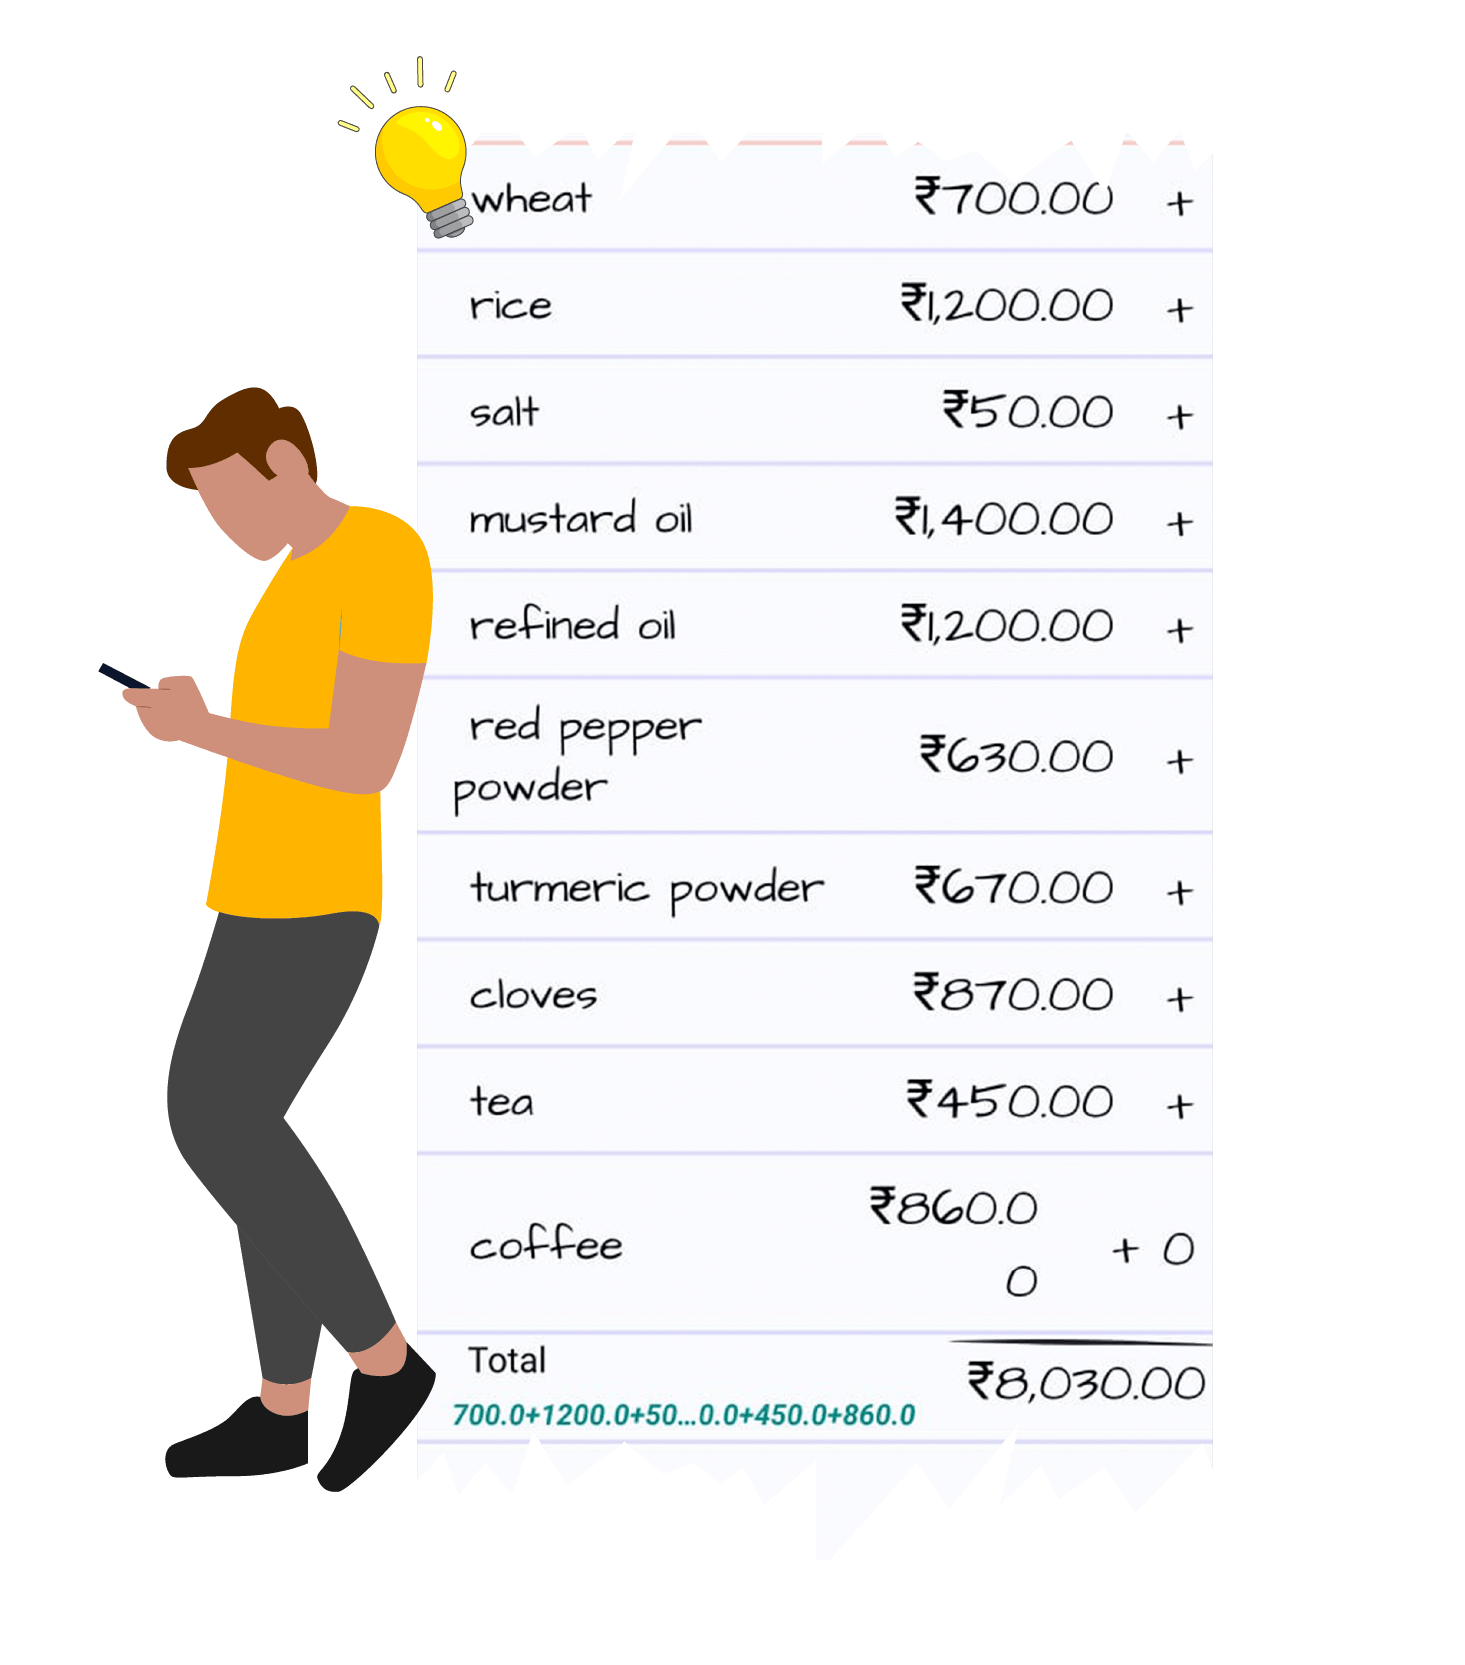 wheat ₹700.00 +
rice ₹1,200.00 +
salt ₹50.00 +
mustard oil ₹1,400.00 +
refined oil ₹1,200.00 +
red pepper
powder ₹630.00 +
turmeric powder ₹670.00 +
cloves ₹870.00 +
tea ₹450.00 +
₹860.0
coffee + 0
0
Total
₹8,030.00
700.0+1200.0+50...0.0+450.0+860.0